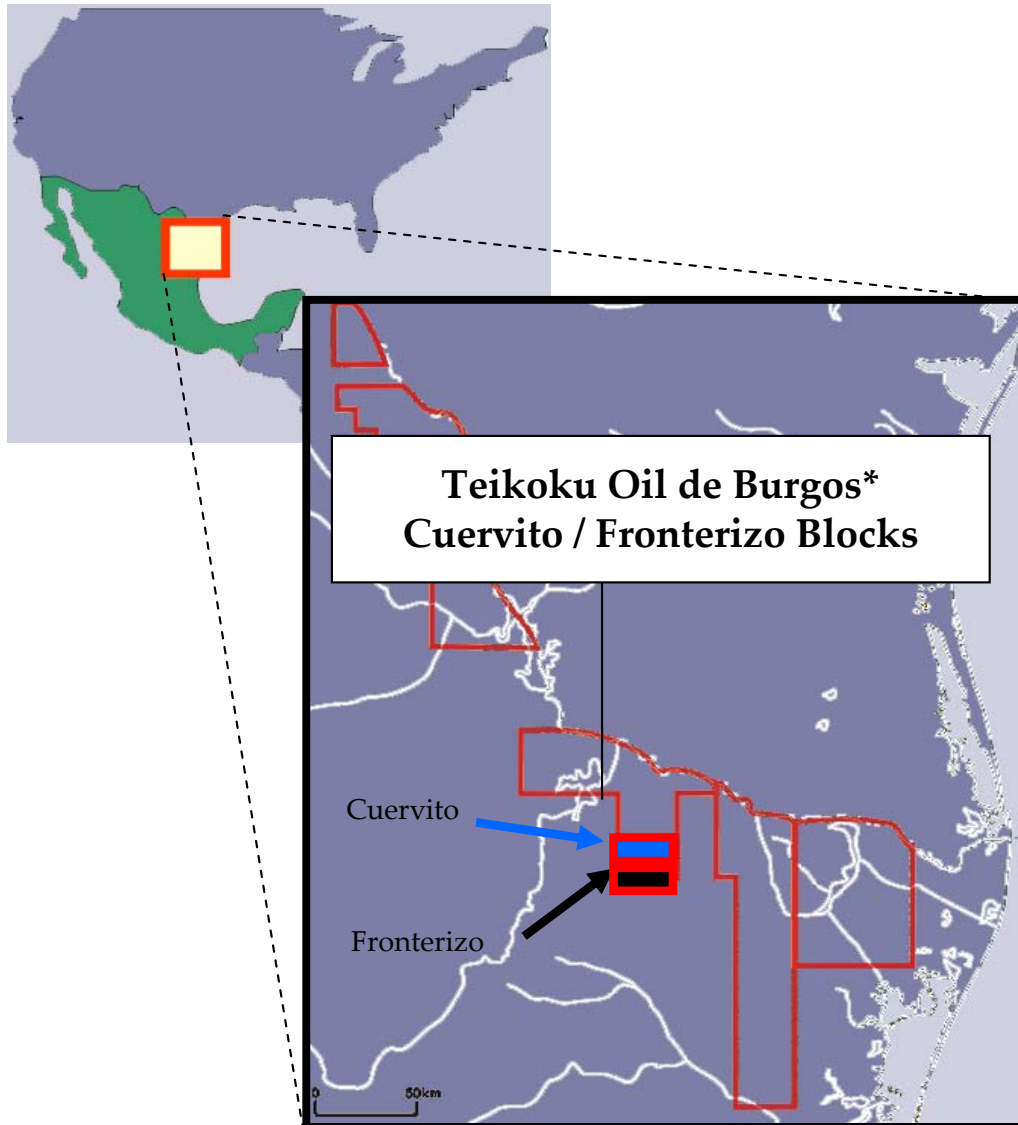 Teikoku Oil de Burgos*
Cuervito / Fronterizo Blocks
Cuervito
Fronterizo
0 50km